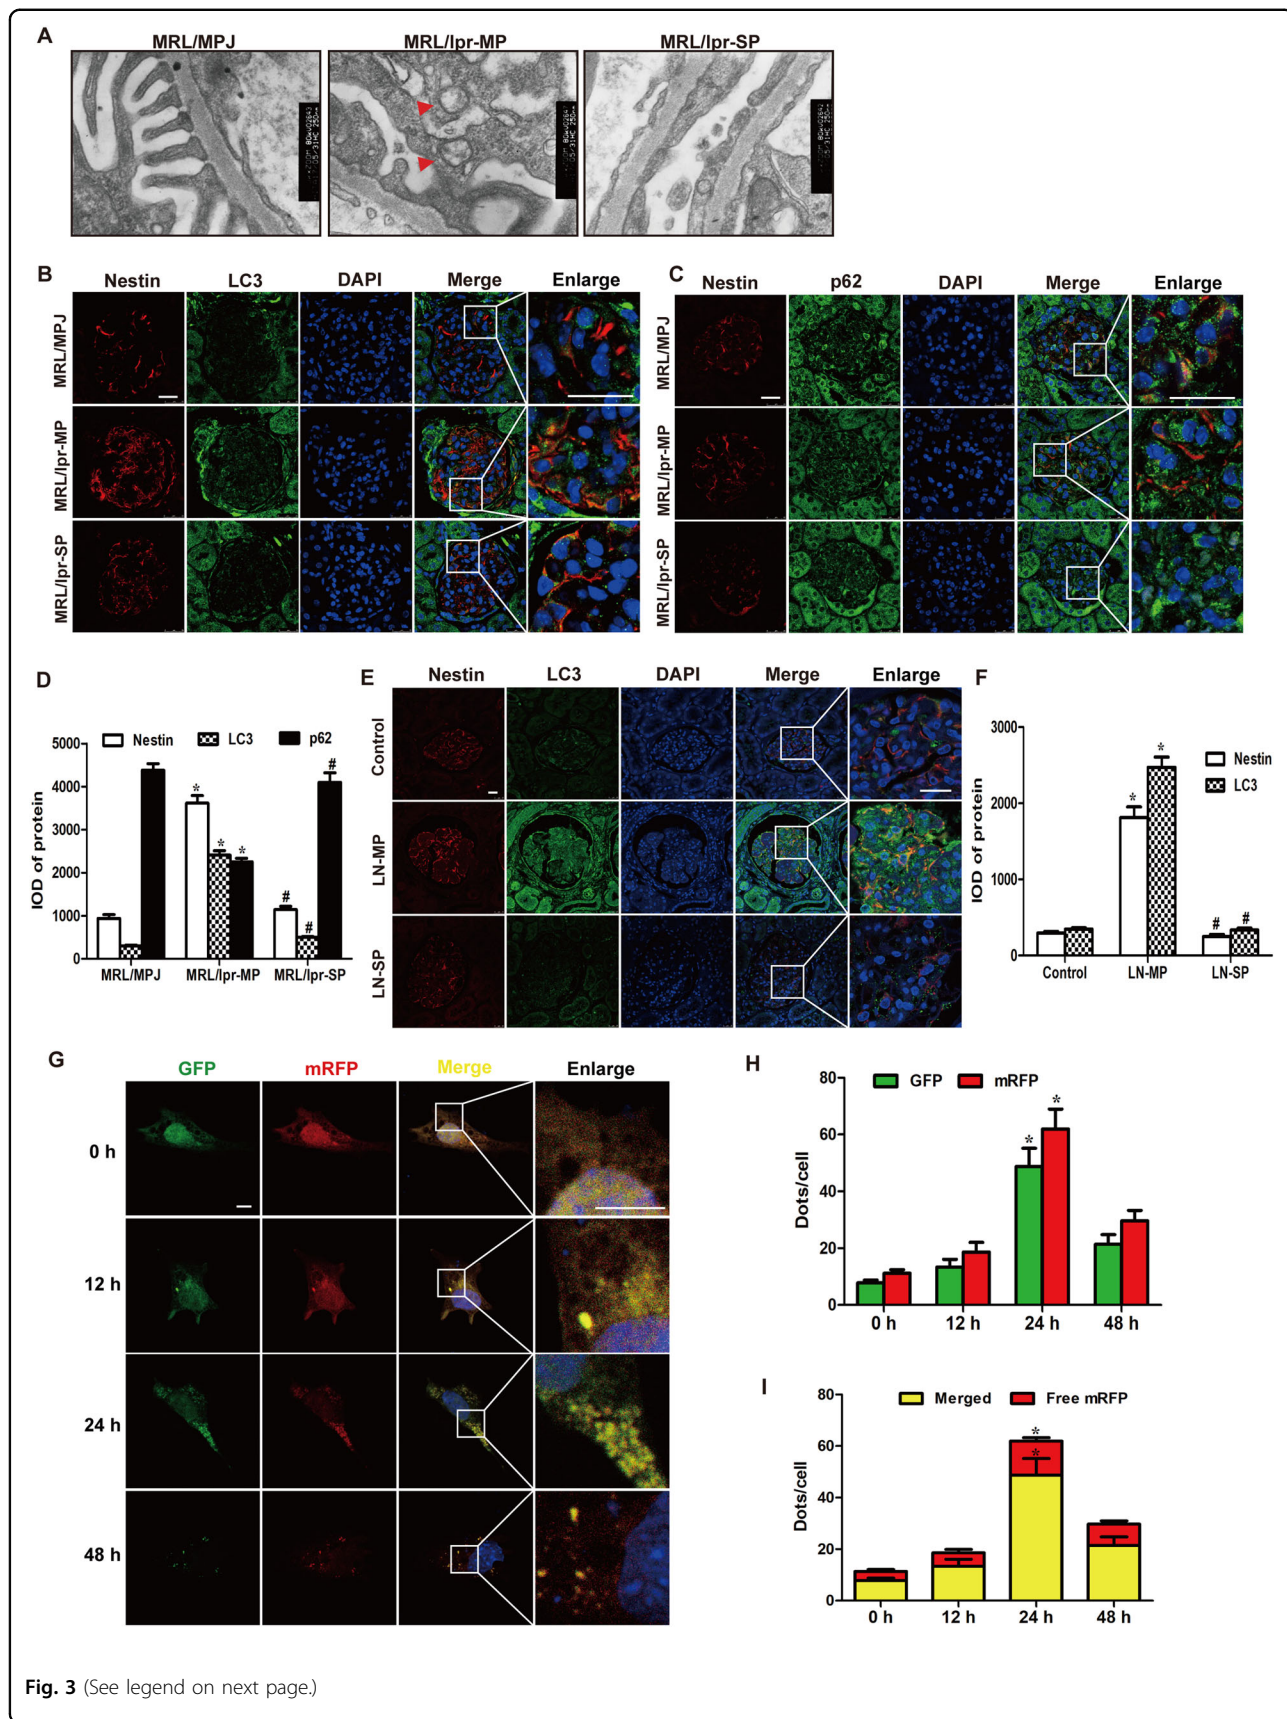 A
MRL/MPJ MRL/lpr-MP MRL/lpr-SP
B
Nestin LC3 DAPI Merge Enlarge
MRL/MPJ
MRL/lpr-MP
MRL/lpr-SP
C
Nestin p62 DAPI Merge Enlarge
MRL/MPJ
MRL/lpr-MP
MRL/lpr-SP
D
Nestin LC3 p62
IOD of protein
5000
4000
3000
2000
1000
0
* * * # # #
MRL/MPJ MRL/lpr-MP MRL/lpr-SP
E
Nestin LC3 DAPI Merge Enlarge
Control
LN-MP
LN-SP
F
Nestin
LC3
IOD of protein
3000
2000
1000
0
* * # #
Control LN-MP LN-SP
G
GFP mRFP Merge Enlarge
0 h
12 h
24 h
48 h
H
GFP mRFP
Dots/cell
80
60
40
20
0
* *
0 h 12 h 24 h 48 h
I
Merged Free mRFP
Dots/cell
80
60
40
20
0
*
*
0 h 12 h 24 h 48 h
Fig. 3 (See legend on next page.)